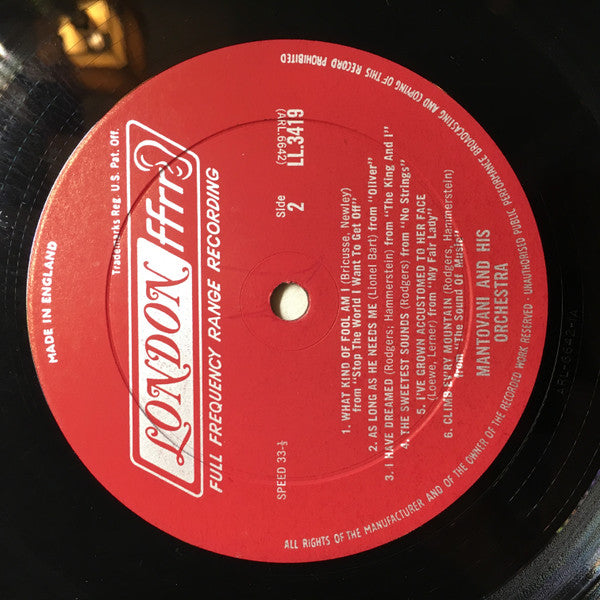 MADE IN ENGLAND
Trademarks Reg. U.S. Pat. Off.
LONDON ffrr
FULL FREQUENCY RANGE RECORDING
SPEED 33-⅓
Side
2
(ARL.6642)
LL.3419
1. WHAT KIND OF FOOL AM I (Bricusse, Newley)
from "Stop The World I Want To Get Off"
2. AS LONG AS HE NEEDS ME (Lionel Bart) from "Oliver"
3. I HAVE DREAMED (Rodgers; Hammerstein) from "The King And I"
4. THE SWEETEST SOUNDS (Rodgers) from "No Strings"
5. I'VE GROWN ACCUSTOMED TO HER FACE
(Loewe, Lerner) from "My Fair Lady"
6. CLIMB EV'RY MOUNTAIN (Rodgers; Hammerstein)
from "The Sound Of Music"
MANTOVANI AND HIS
ORCHESTRA
ALL RIGHTS OF THE MANUFACTURER AND OF THE OWNER OF THE RECORDED WORK RESERVED · UNAUTHORISED PUBLIC PERFORMANCE BROADCASTING AND COPYING OF THIS RECORD PROHIBITED